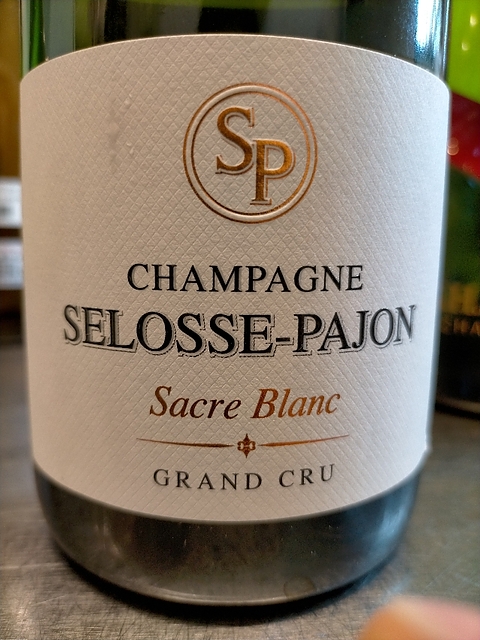 SP
CHAMPAGNE
SELOSSE-PAJON
Sacre Blanc
GRAND CRU